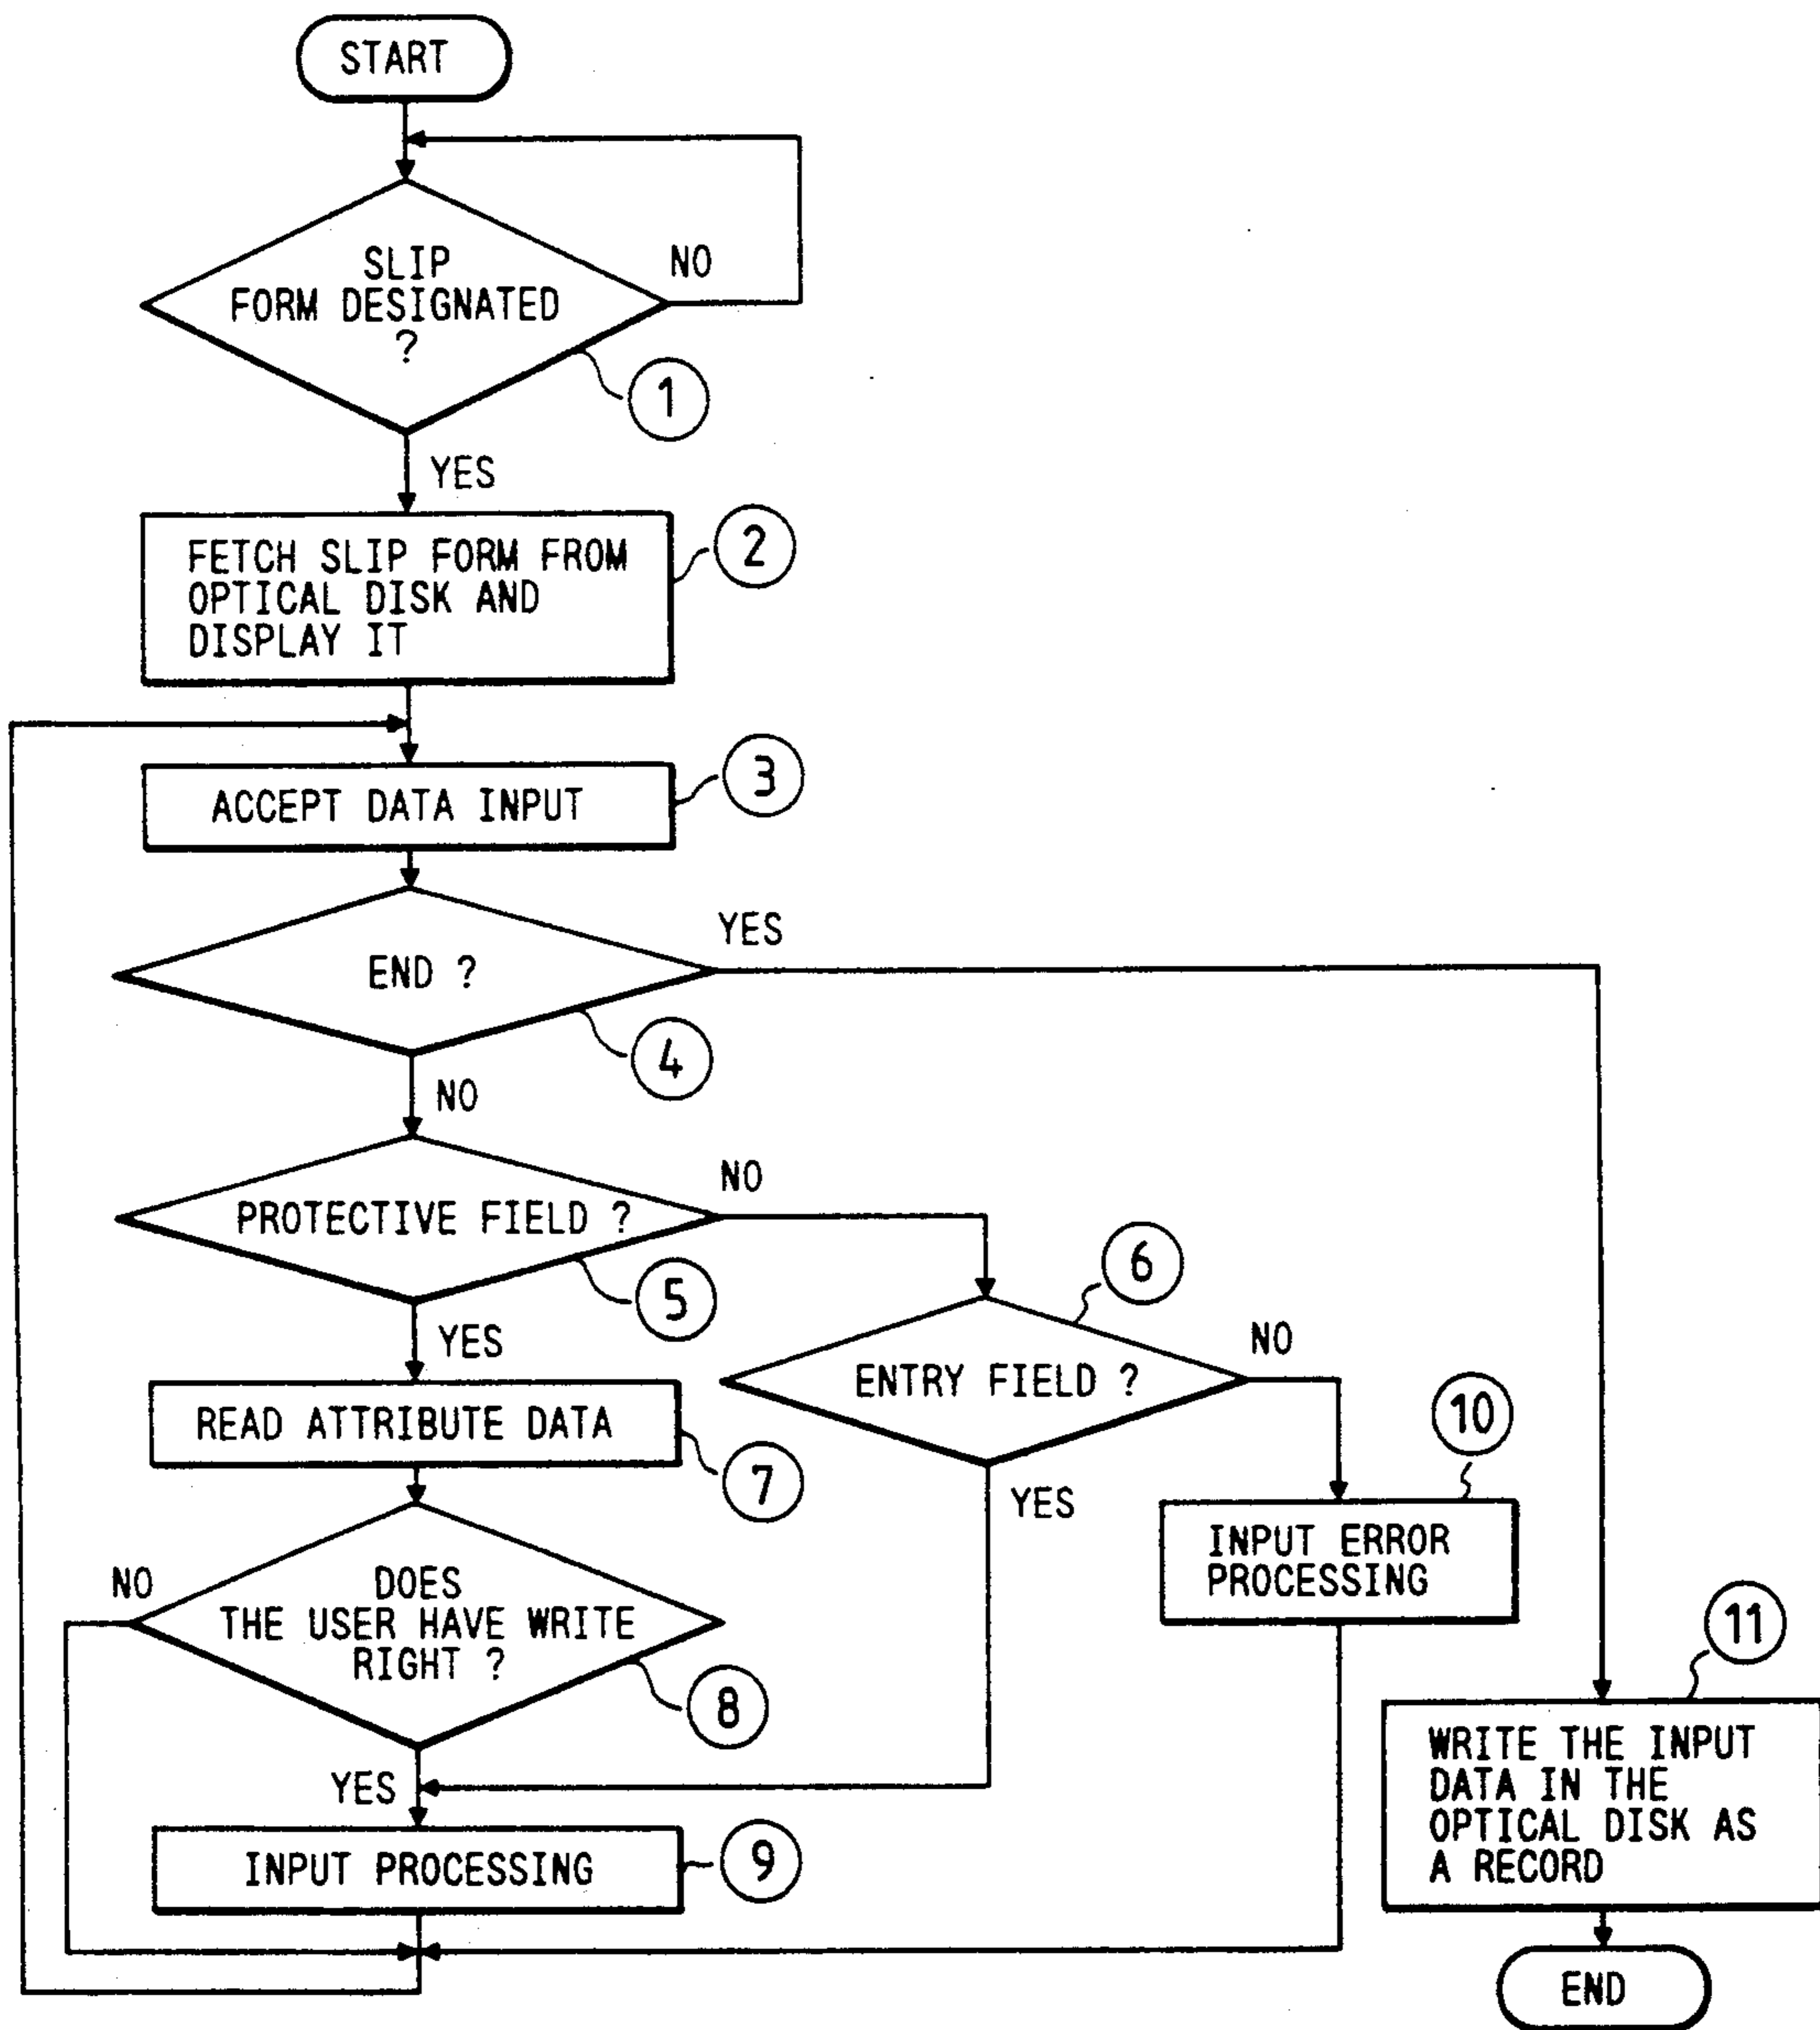 START
NO
SLIP
FORM DESIGNATED
?
1
YES
2
FETCH SLIP FORM FROM
OPTICAL DISK AND
DISPLAY IT
3
ACCEPT DATA INPUT
YES
END ?
4
NO
NO
PROTECTIVE FIELD ?
5
6
YES
NO
ENTRY FIELD ?
10
READ ATTRIBUTE DATA
7
YES
INPUT ERROR
PROCESSING
NO
DOES
THE USER HAVE WRITE
RIGHT ?
8
11
WRITE THE INPUT
DATA IN THE
OPTICAL DISK AS
A RECORD
YES
INPUT PROCESSING
9
END